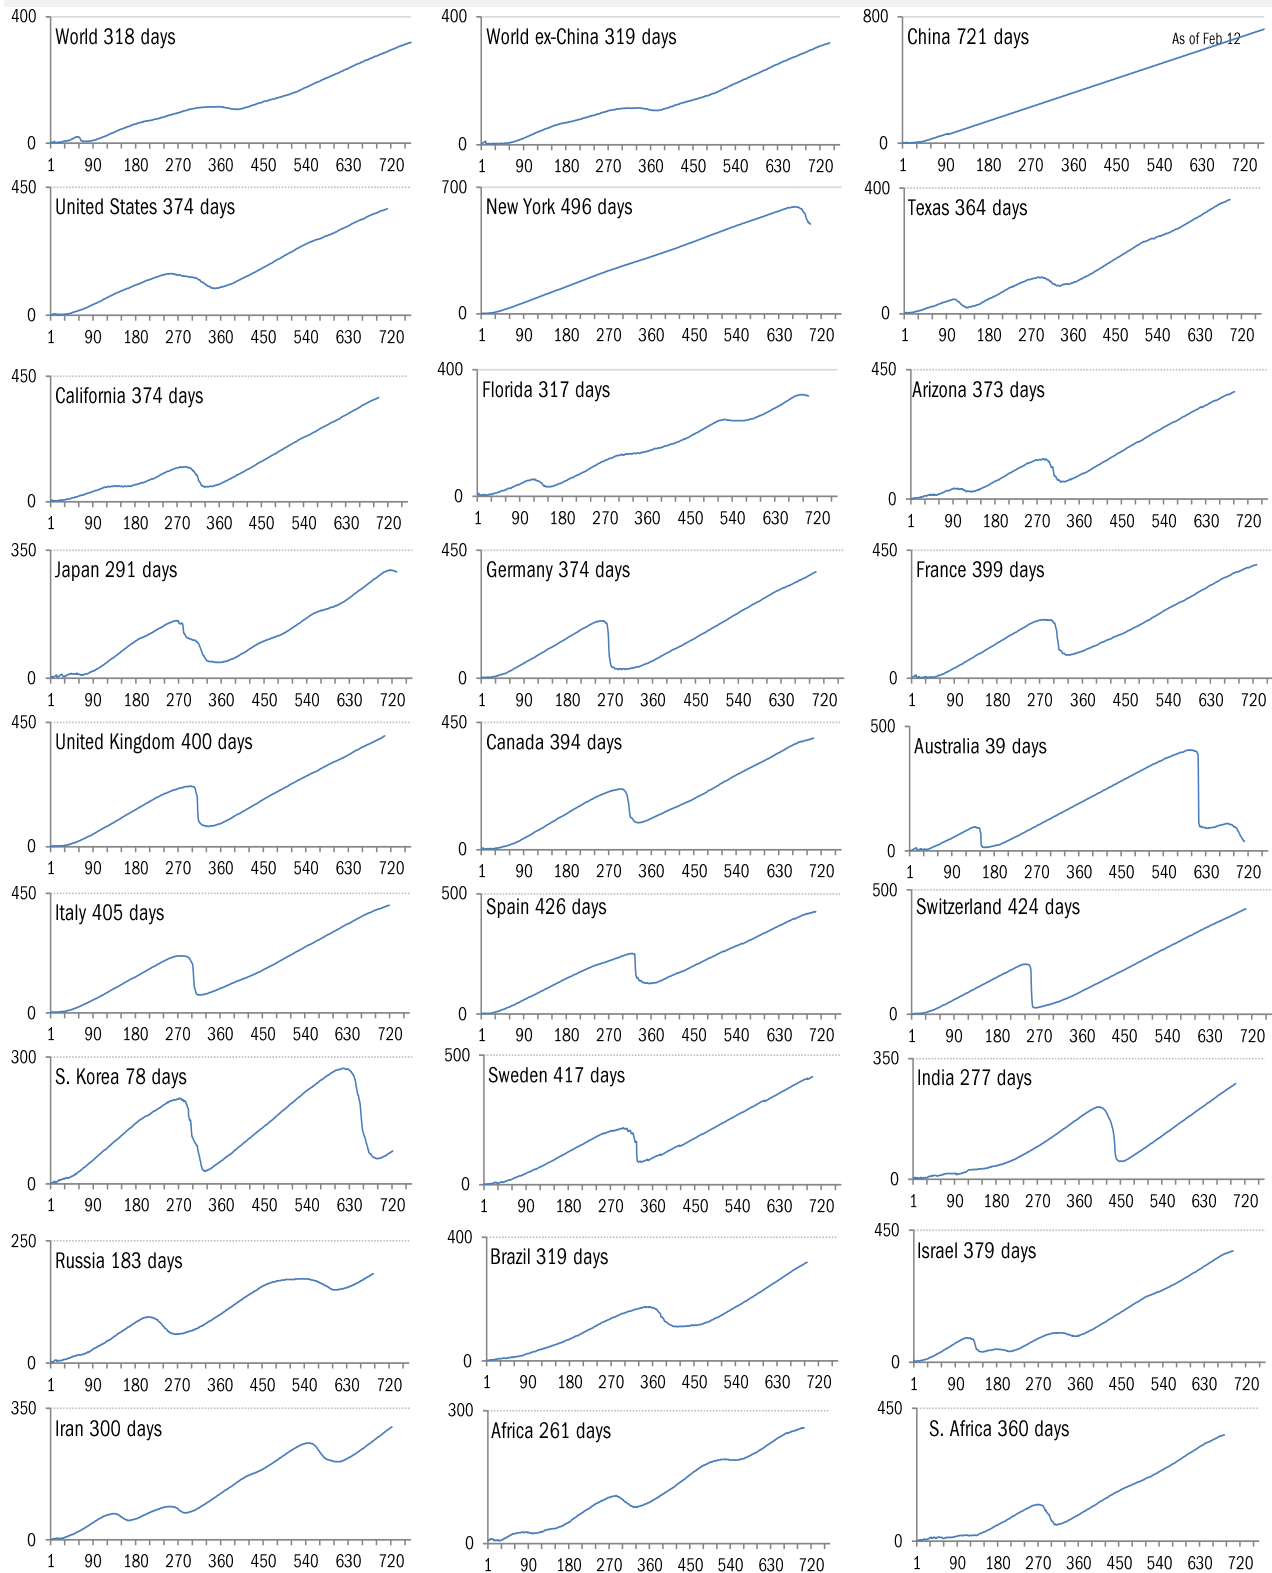 400
World 318 days
0
1 90 180 270 360 450 540 630 720
400
World ex-China 319 days
0
1 90 180 270 360 450 540 630 720
800
China 721 days
As of Feb 12
0
1 90 180 270 360 450 540 630 720
450
United States 374 days
0
1 90 180 270 360 450 540 630 720
700
New York 496 days
0
1 90 180 270 360 450 540 630 720
400
Texas 364 days
0
1 90 180 270 360 450 540 630 720
450
California 374 days
0
1 90 180 270 360 450 540 630 720
400
Florida 317 days
0
1 90 180 270 360 450 540 630 720
450
Arizona 373 days
0
1 90 180 270 360 450 540 630 720
350
Japan 291 days
0
1 90 180 270 360 450 540 630 720
450
Germany 374 days
0
1 90 180 270 360 450 540 630 720
450
France 399 days
0
1 90 180 270 360 450 540 630 720
450
United Kingdom 400 days
0
1 90 180 270 360 450 540 630 720
450
Canada 394 days
0
1 90 180 270 360 450 540 630 720
500
Australia 39 days
0
1 90 180 270 360 450 540 630 720
450
Italy 405 days
0
1 90 180 270 360 450 540 630 720
500
Spain 426 days
0
1 90 180 270 360 450 540 630 720
500
Switzerland 424 days
0
1 90 180 270 360 450 540 630 720
300
S. Korea 78 days
0
1 90 180 270 360 450 540 630 720
500
Sweden 417 days
0
1 90 180 270 360 450 540 630 720
350
India 277 days
0
1 90 180 270 360 450 540 630 720
250
Russia 183 days
0
1 90 180 270 360 450 540 630 720
400
Brazil 319 days
0
1 90 180 270 360 450 540 630 720
450
Israel 379 days
0
1 90 180 270 360 450 540 630 720
350
Iran 300 days
0
1 90 180 270 360 450 540 630 720
300
Africa 261 days
0
1 90 180 270 360 450 540 630 720
450
S. Africa 360 days
0
1 90 180 270 360 450 540 630 720